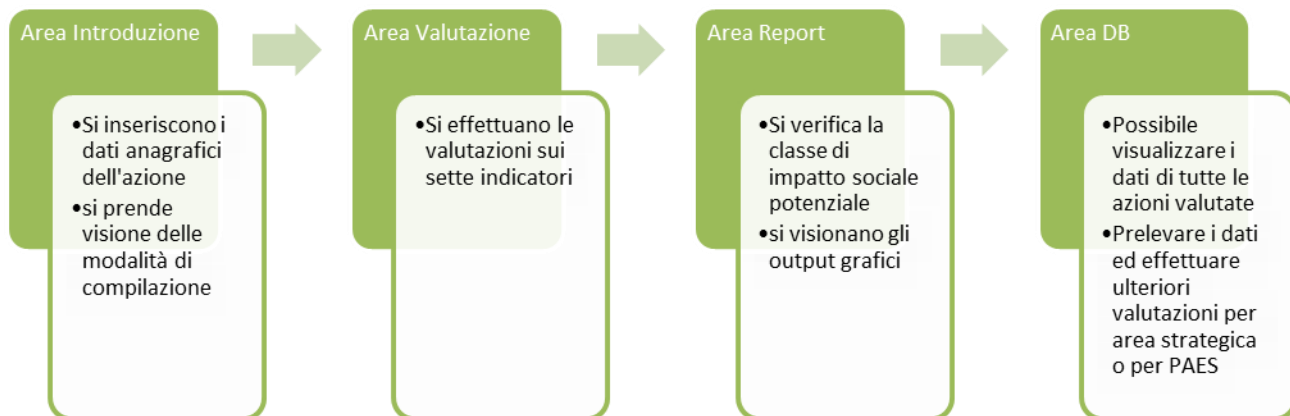 Area Introduzione
•Si inseriscono i
dati anagrafici
dell'azione
•si prende
visione delle
modalità di
compilazione
Area Valutazione
•Si effettuano le
valutazioni sui
sette indicatori
Area Report
•Si verifica la
classe di
impatto sociale
potenziale
•si visionano gli
output grafici
Area DB
•Possibile
visualizzare i
dati di tutte le
azioni valutate
•Prelevare i dati
ed effettuare
ulteriori
valutazioni per
area strategica
o per PAES